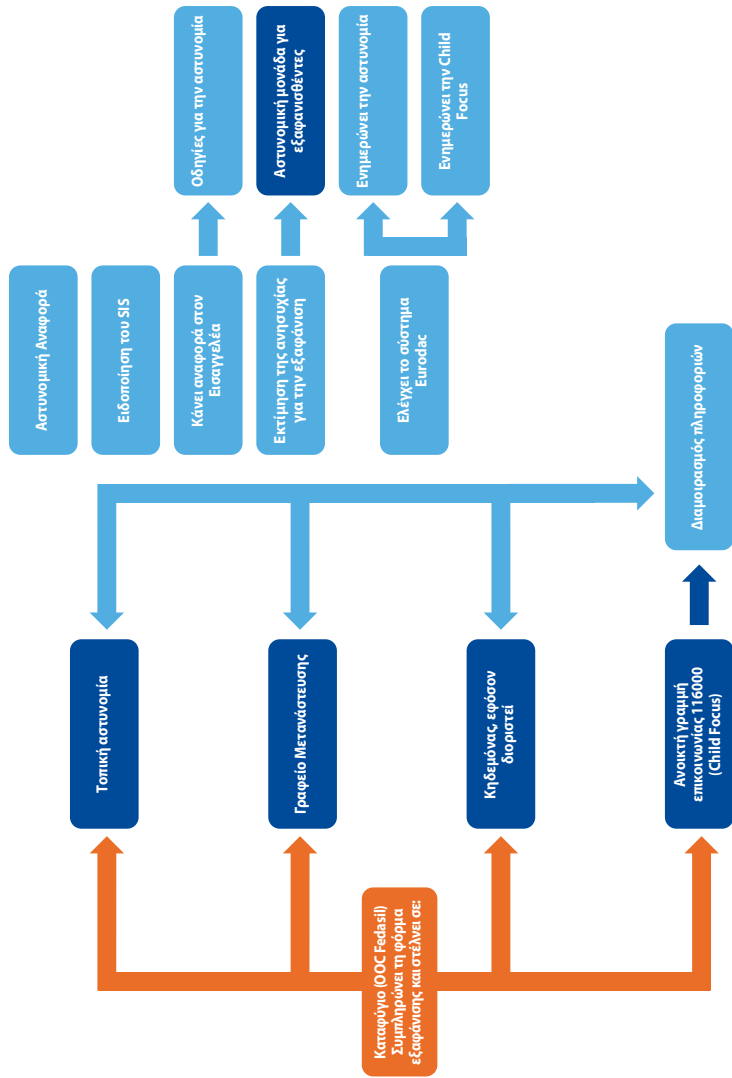 Καταφύγιο (OOC Fedasil)
Συμπληρώνει τη φόρμα
εξαφάνισης και στέλνει σε:
Τοπική αστυνομία
Γραφείο Μετανάστευσης
Κηδεμόνας, εφόσον
διοριστεί
Ανοικτή γραμμή
επικοινωνίας 116000
(Child Focus)
Αστυνομική Αναφορά
Ειδοποίηση του SIS
Κάνει αναφορά στον
Εισαγγελέα
Εκτίμηση της ανησυχίας
για την εξαφάνιση
Ελέγχει το σύστημα
Eurodac
Διαμοιρασμός πληροφοριών
Οδηγίες για την αστυνομία
Αστυνομική μονάδα για
εξαφανισθέντες
Ενημερώνει την αστυνομία
Ενημερώνει την Child
Focus